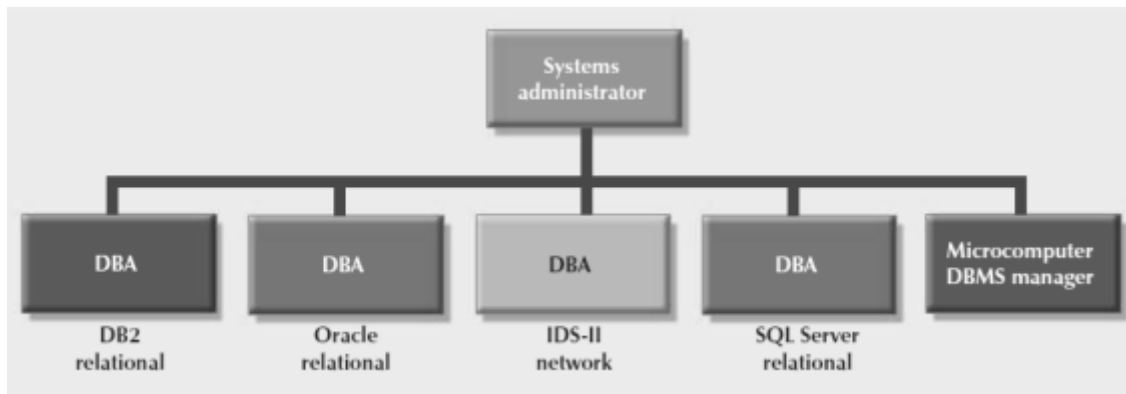 Systems
administrator
DBA
DBA
DBA
DBA
Microcomputer
DBMS manager
DB2
relational
Oracle
relational
IDS-II
network
SQL Server
relational